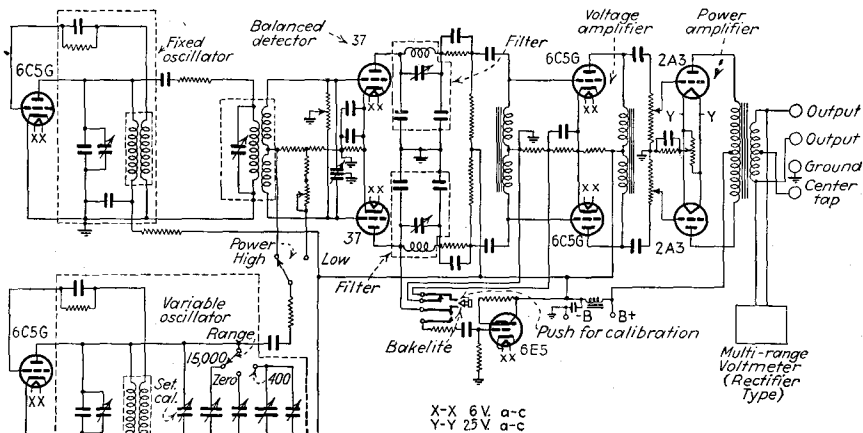 Balanced
detector
37
Voltage
amplifier
Power
amplifier
Fixed
oscillator
Filter
6C5G
6C5G
2A3
XX
XX
XX
Y
Y
Output
Output
Ground
Center
tap
XX
XX
37
6C5G
2A3
Power
High
Low
Filter
Variable
oscillator
6C5G
Range
15,000
Zero
400
Set
cal.
XX
Bakelite
-B
B+
Push for calibration
6E5
XX
Multi-range
Voltmeter
(Rectifier
Type)
X-X 6 V. a-c
Y-Y 2.5 V. a-c